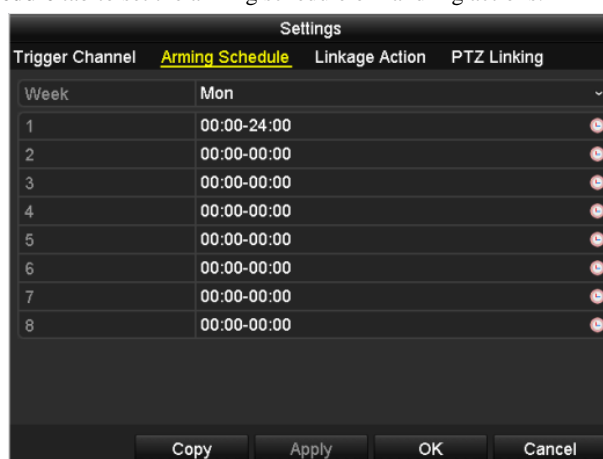 Settings
Trigger Channel Arming Schedule Linkage Action PTZ Linking
Week Mon
1 00:00-24:00
2 00:00-00:00
3 00:00-00:00
4 00:00-00:00
5 00:00-00:00
6 00:00-00:00
7 00:00-00:00
8 00:00-00:00
Copy Apply OK Cancel